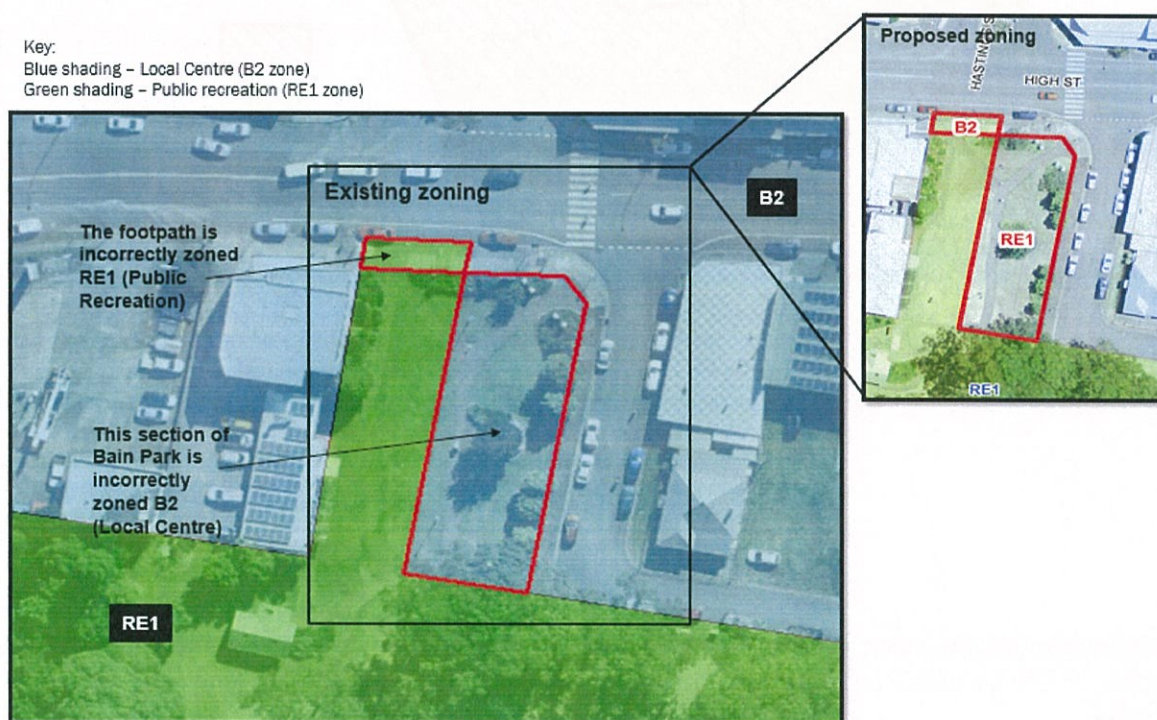 Key:
Blue shading – Local Centre (B2 zone)
Green shading – Public recreation (RE1 zone)
Existing zoning
B2
The footpath is
incorrectly zoned
RE1 (Public
Recreation)
This section of
Bain Park is
incorrectly
zoned B2
(Local Centre)
RE1
Proposed zoning
HIGH ST
B2
RE1
RE1